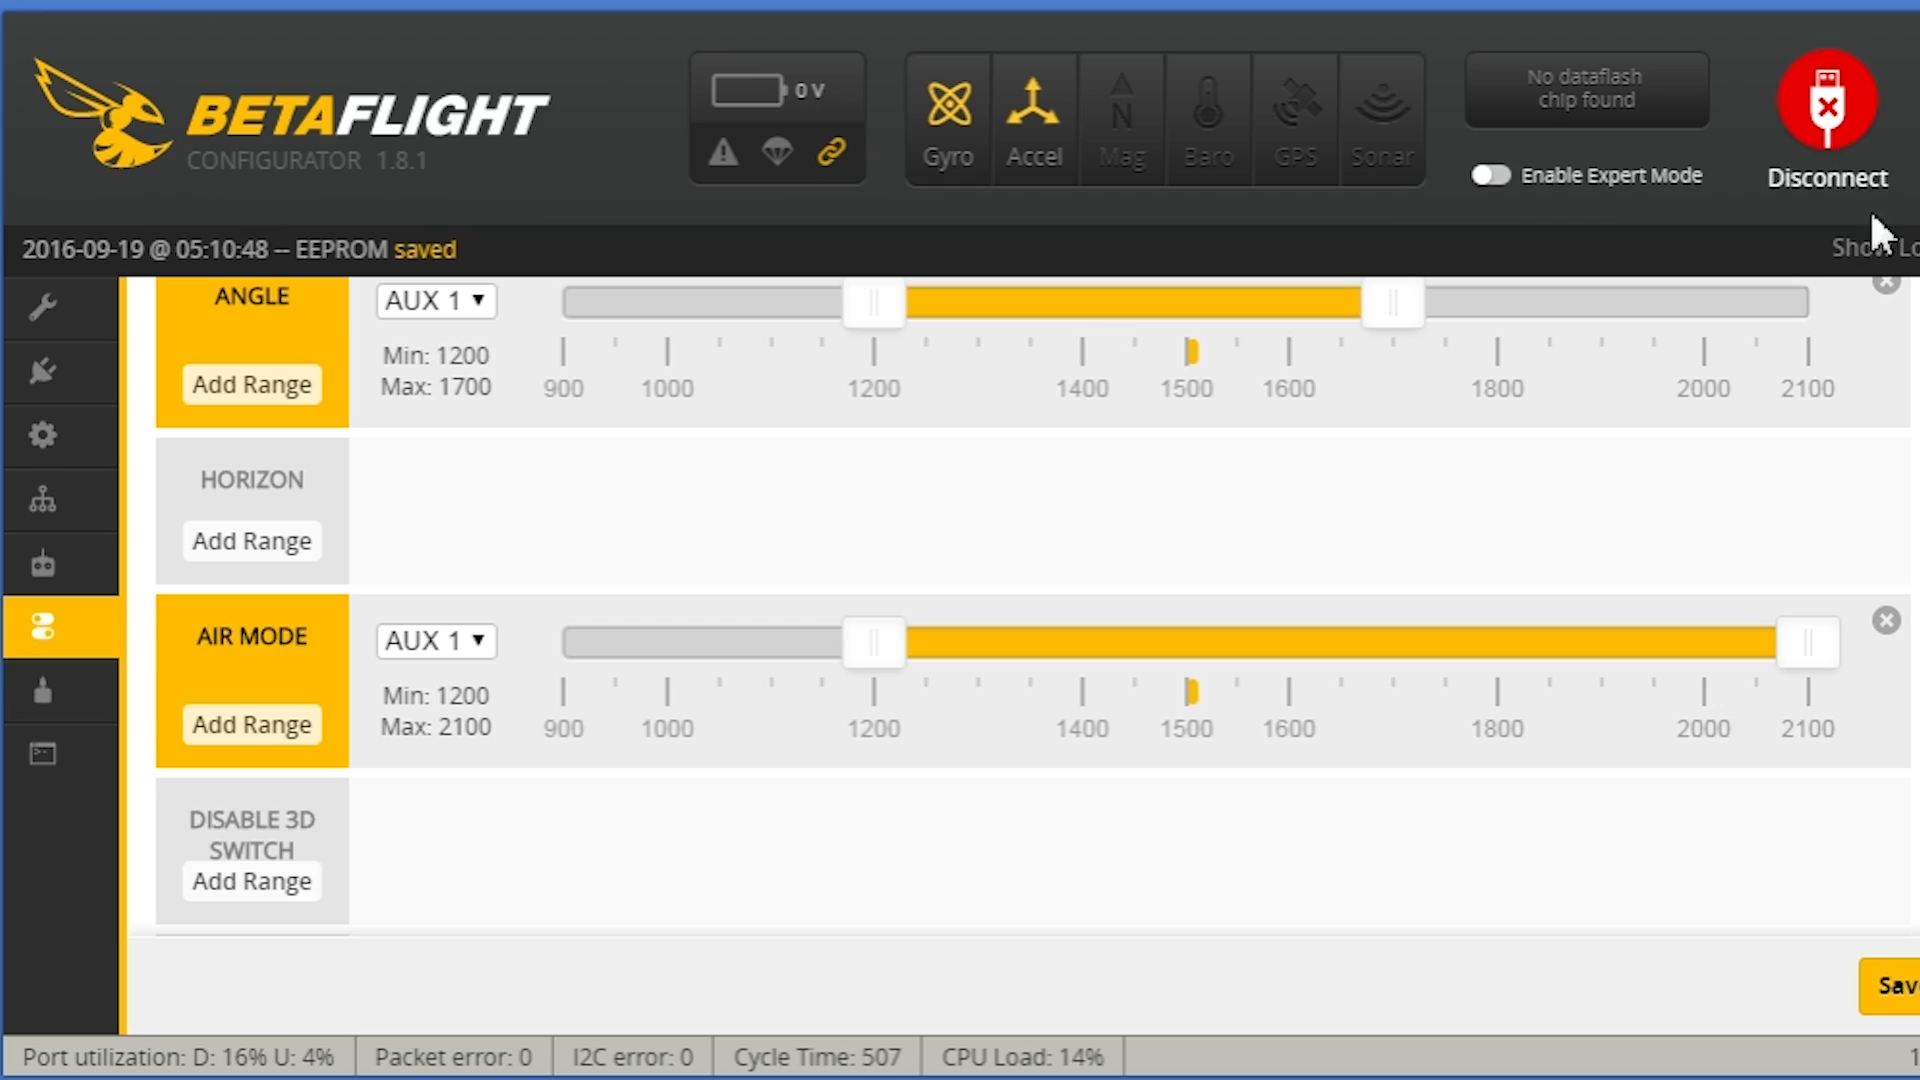 BETAFLIGHT
CONFIGURATOR 1.8.1
0 V
Gyro
Accel
Mag
Baro
GPS
Sonar
No dataflash
chip found
Enable Expert Mode
Disconnect
2016-09-19 @ 05:10:48 -- EEPROM saved
ANGLE
Add Range
AUX 1
Min: 1200
Max: 1700
900 1000 1200 1400 1500 1600 1800 2000 2100
HORIZON
Add Range
AIR MODE
Add Range
AUX 1
Min: 1200
Max: 2100
900 1000 1200 1400 1500 1600 1800 2000 2100
DISABLE 3D
SWITCH
Add Range
Sav
Port utilization: D: 16% U: 4%
Packet error: 0
I2C error: 0
Cycle Time: 507
CPU Load: 14%